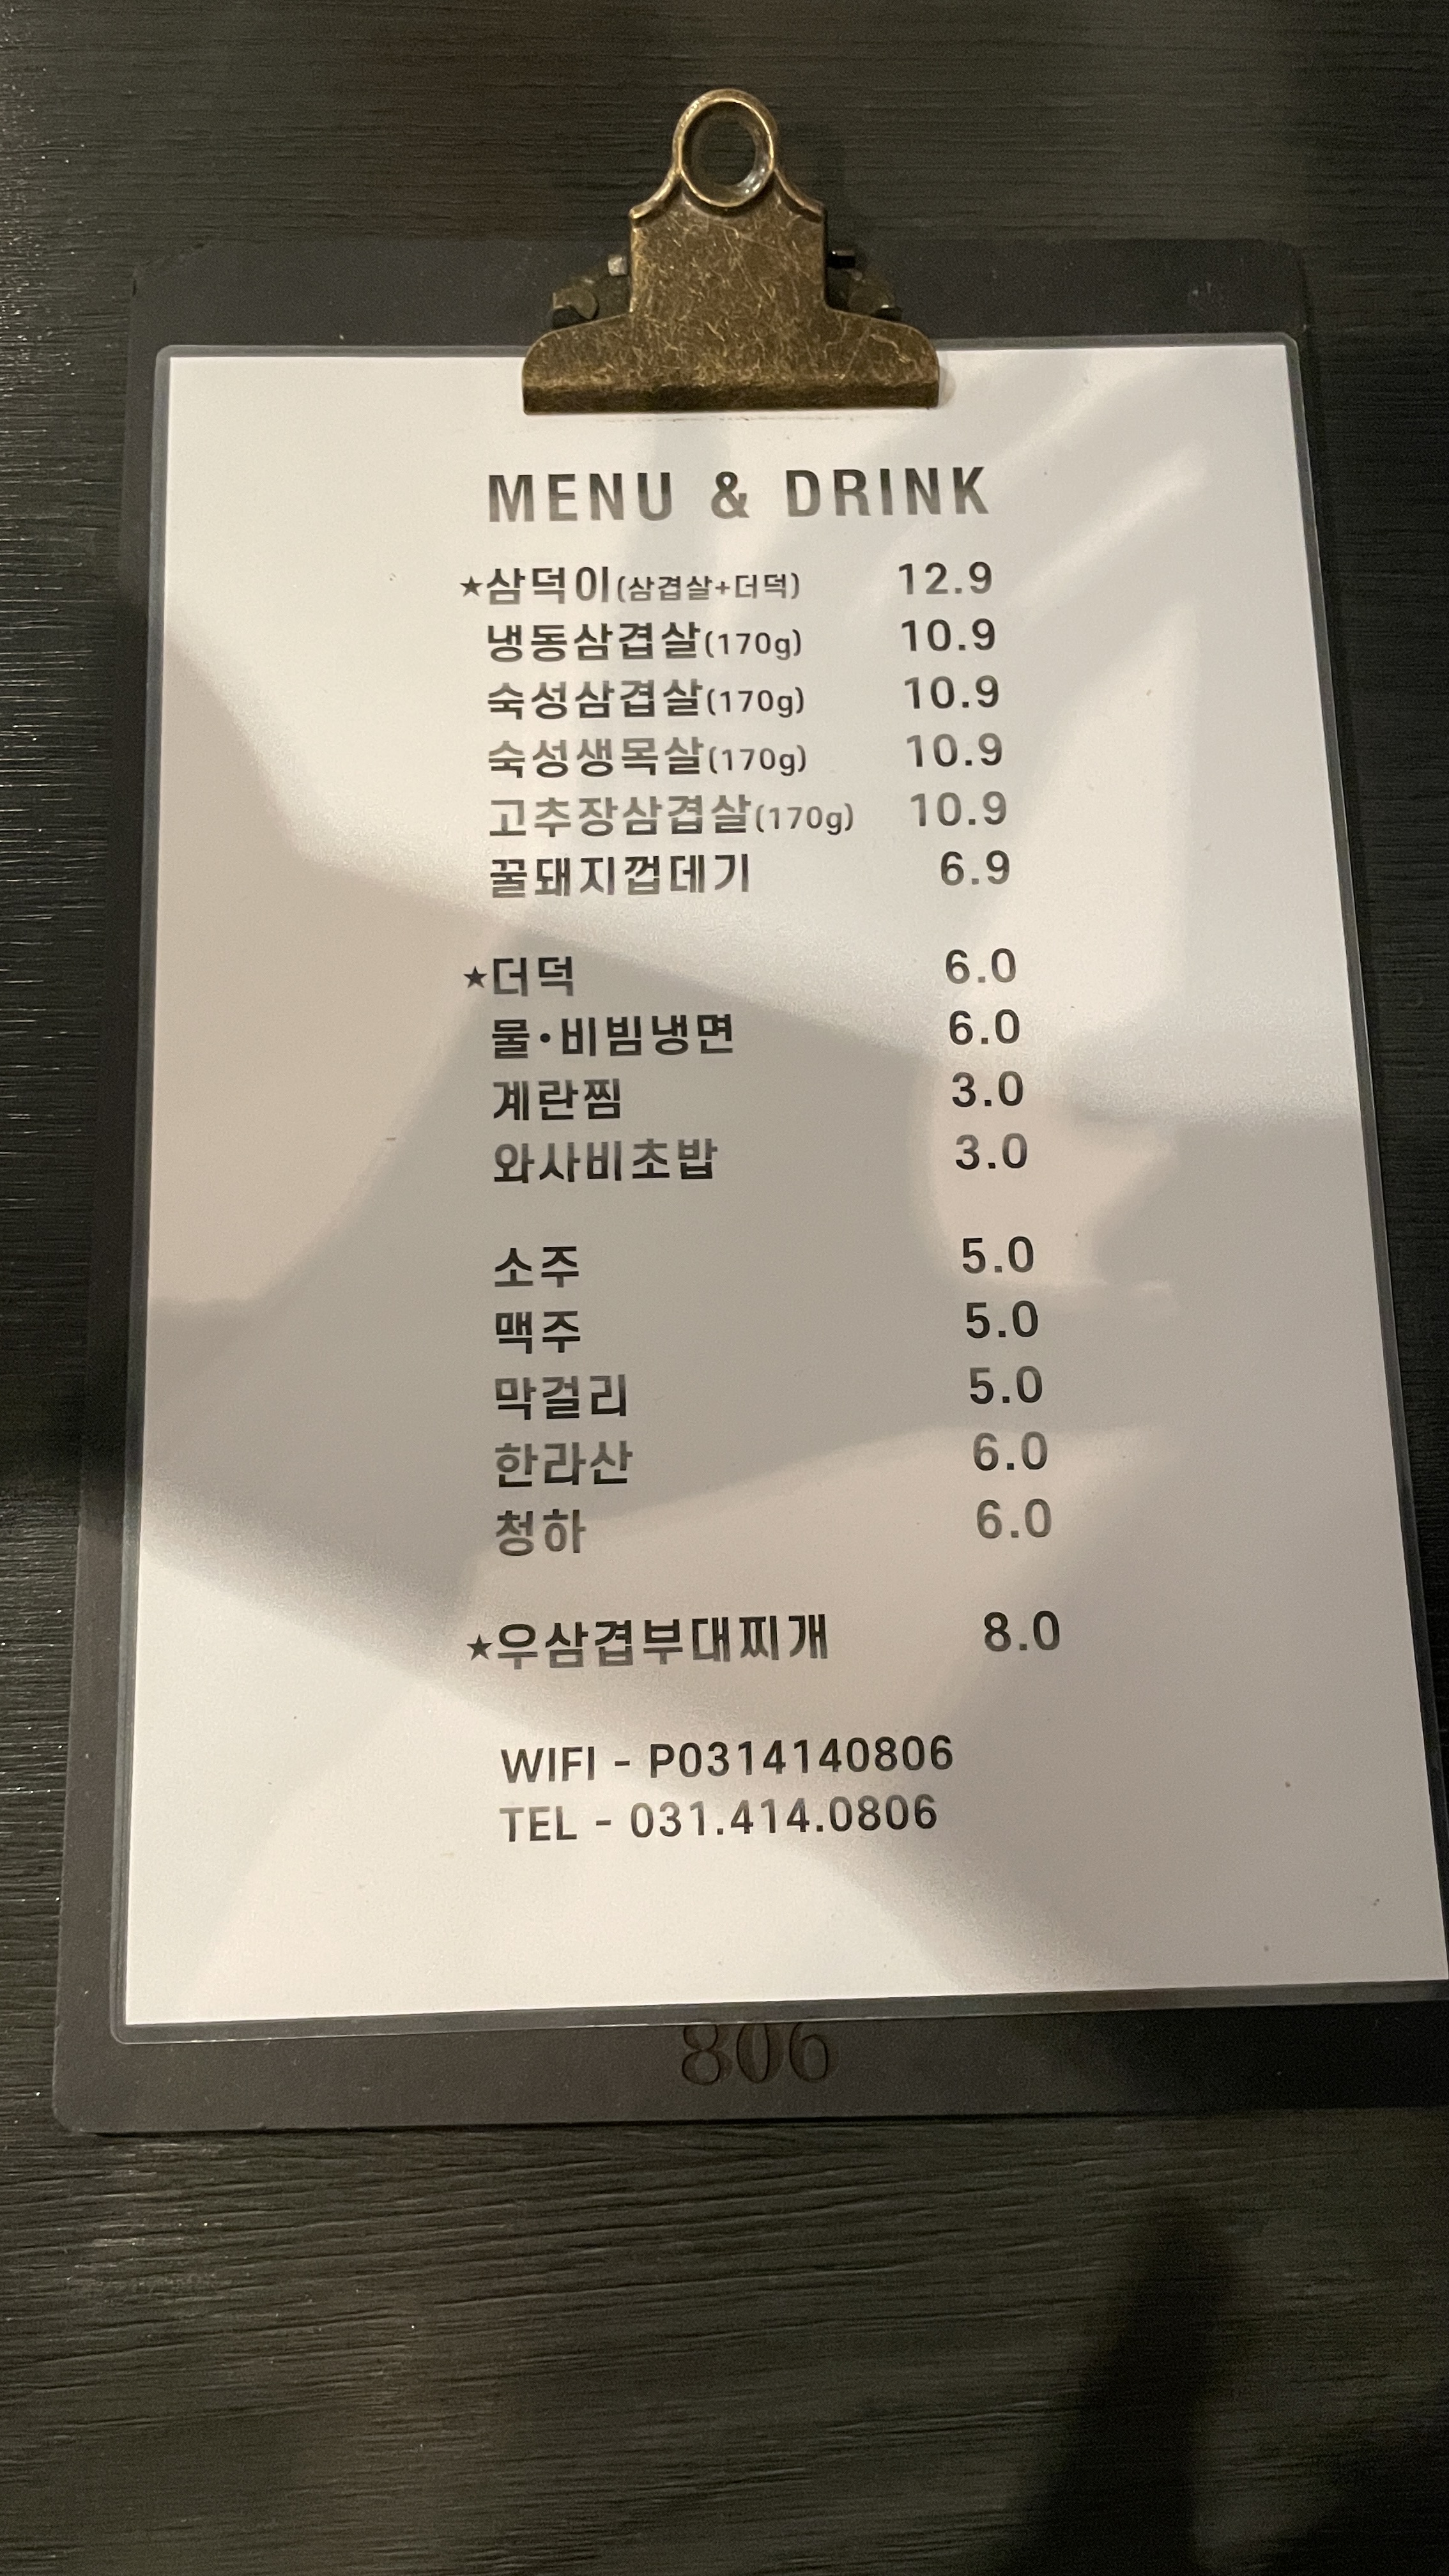 MENU & DRINK
★삼덕이(삼겹살+더덕) 12.9
냉동삼겹살(170g) 10.9
숙성삼겹살(170g) 10.9
숙성생목살(170g) 10.9
고추장삼겹살(170g) 10.9
꿀돼지껍데기 6.9
★더덕 6.0
물·비빔냉면 6.0
계란찜 3.0
와사비초밥 3.0
소주 5.0
맥주 5.0
막걸리 5.0
한라산 6.0
청하 6.0
★우삼겹부대찌개 8.0
WIFI - P0314140806
TEL - 031.414.0806
806